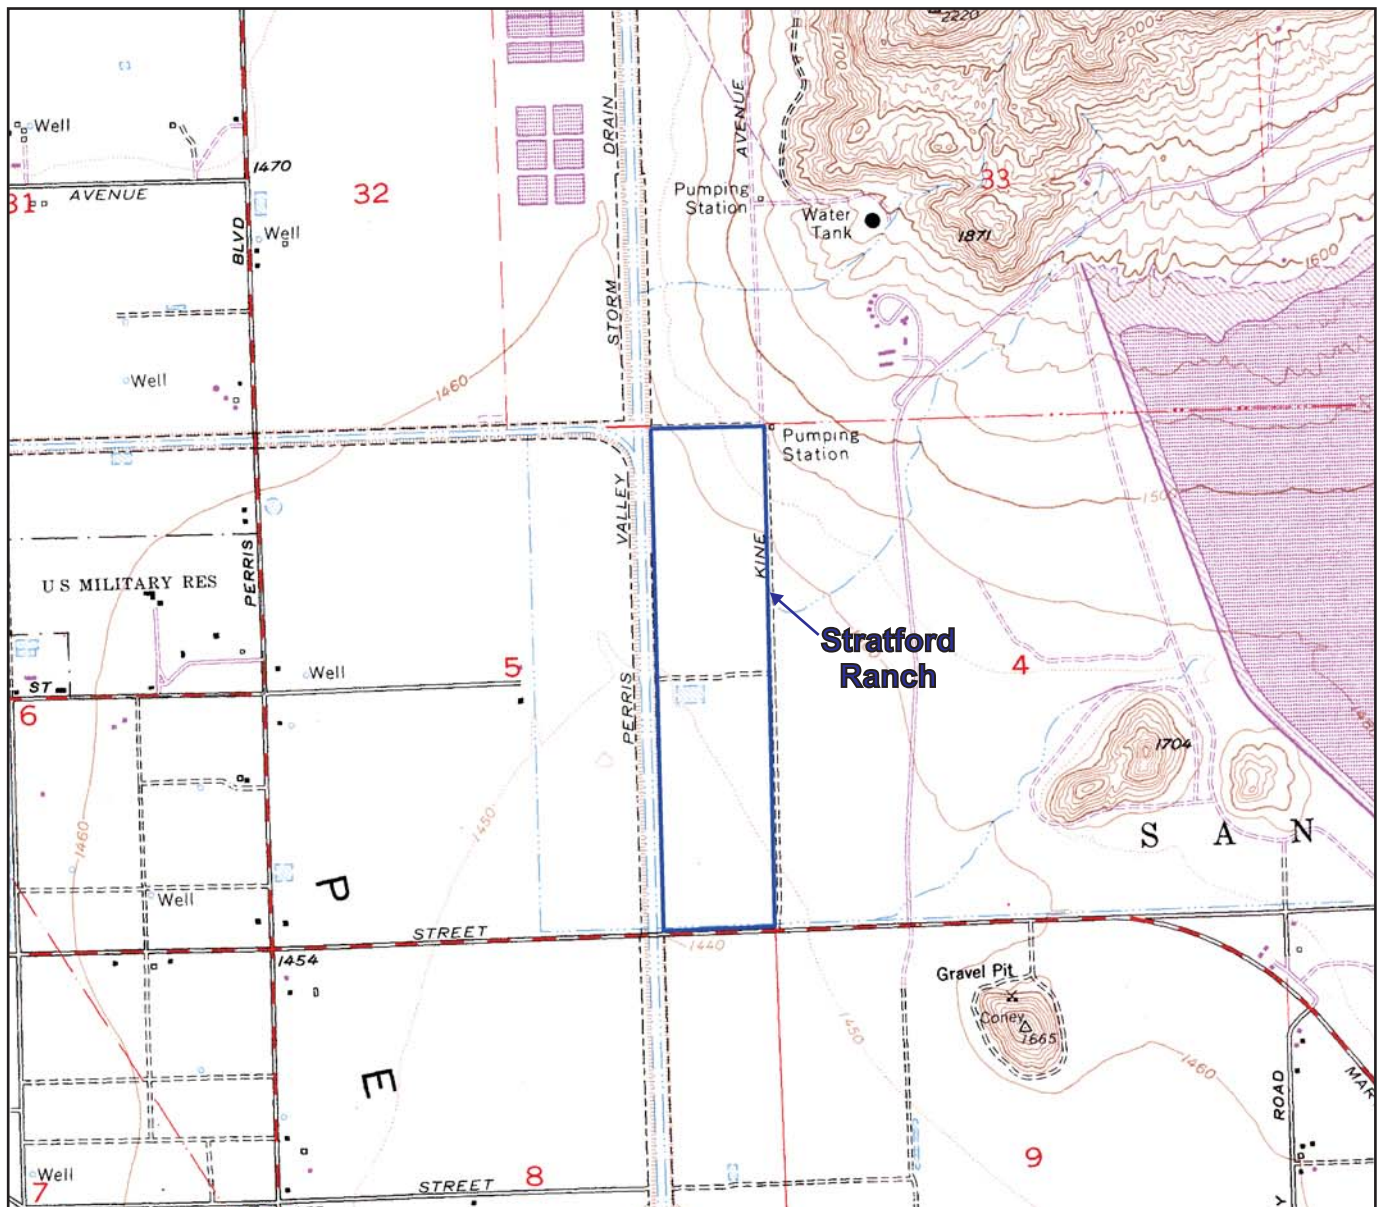 2220
2000
1700
DRAIN
AVENUE
Well
1470
AVENUE
31
32
33
Pumping
Station
Water
Tank
1871
BLVD
Well
1600
STORM
Well
1460
Pumping
Station
VALLEY
1500
KINE
PERRIS
U S MILITARY RES
Stratford
Ranch
5
4
Well
ST
6
PERRIS
1704
1450
1460
S A N
Well
P
STREET
1440
1454
Gravel Pit
Coney
1665
1450
1460
E
ROAD
MAR
9
Well
7
8
STREET
Y